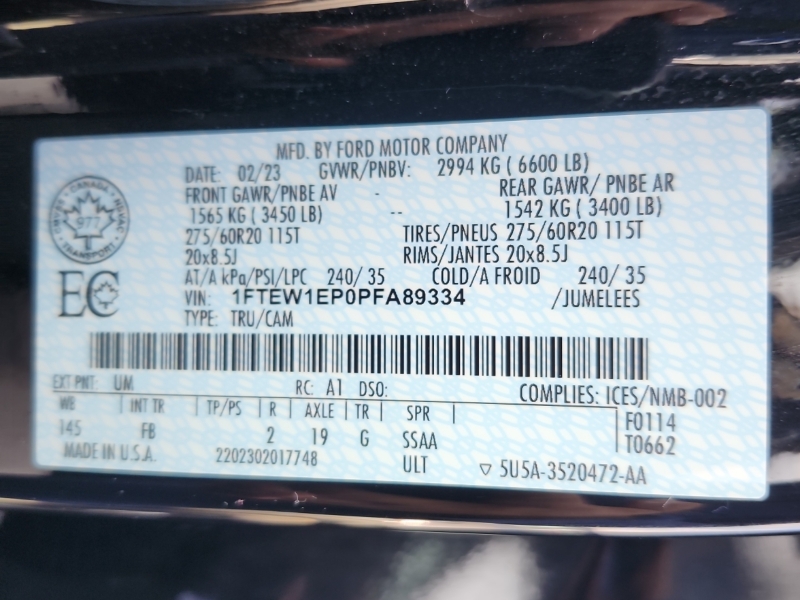 MFD. BY FORD MOTOR COMPANY
DATE: 02/23 GVWR/PNBV: 2994 KG ( 6600 LB)
FRONT GAWR/PNBE AV - REAR GAWR/ PNBE AR
1565 KG ( 3450 LB) -- 1542 KG ( 3400 LB)
275/60R20 115T TIRES/PNEUS 275/60R20 115T
20x8.5J RIMS/JANTES 20x8.5J
AT/A kPa/PSI/LPC 240/ 35 COLD/A FROID 240/ 35
VIN: 1FTEW1EP0PFA89334 /JUMELEES
TYPE: TRU/CAM
CANADA
977
TRANSPORT
EC
EXT PNT: UM RC: A1 DSO: COMPLIES: ICES/NMB-002
WB INT TR TP/PS R AXLE TR SPR F0114
145 FB 2 19 G SSAA T0662
MADE IN U.S.A. 2202302017748 ULT ▽ 5U5A-3520472-AA